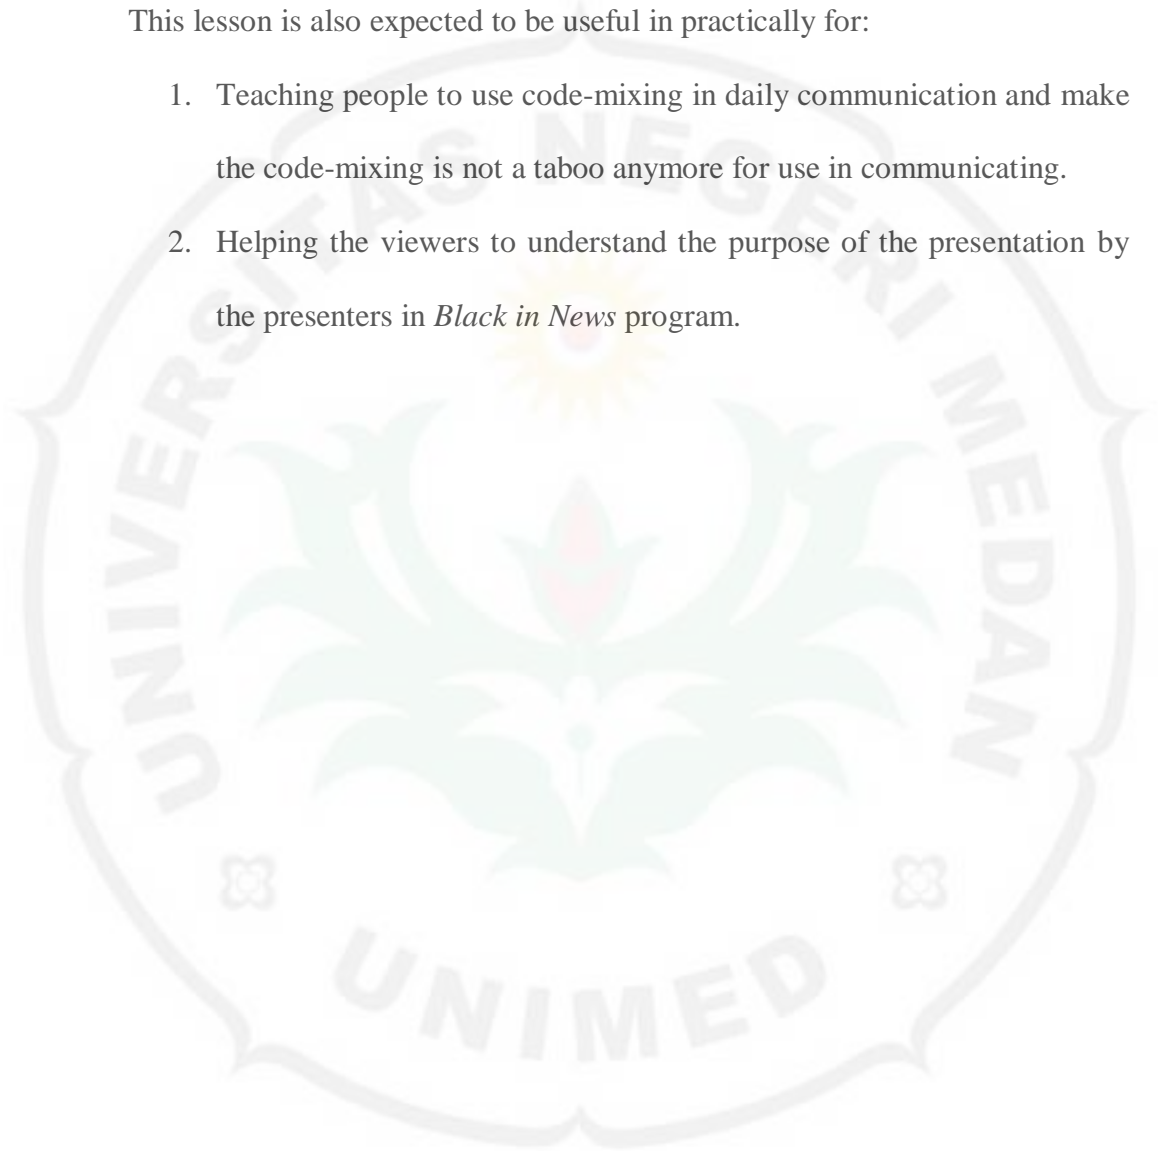 This lesson is also expected to be useful in practically for:
1. Teaching people to use code-mixing in daily communication and make
the code-mixing is not a taboo anymore for use in communicating.
2. Helping the viewers to understand the purpose of the presentation by
the presenters in Black in News program.
UNIVERSITAS NEGERI MEDAN
UNIMED